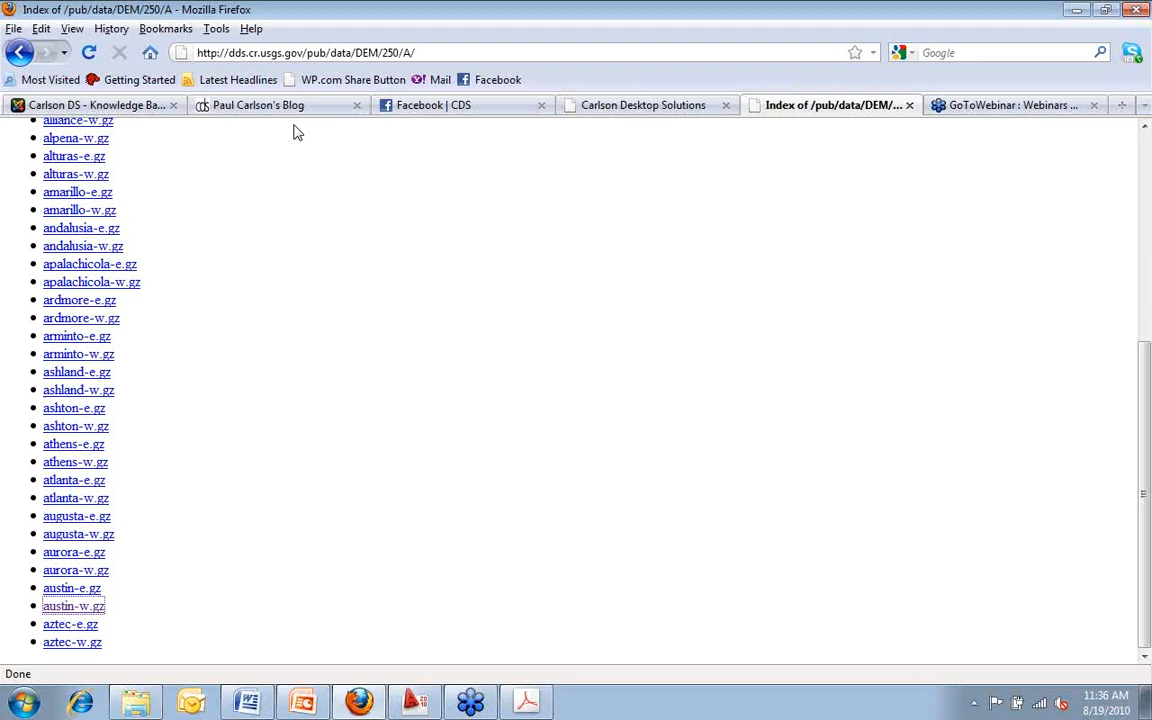 Index of /pub/data/DEM/250/A - Mozilla Firefox
File Edit View History Bookmarks Tools Help
http://dds.cr.usgs.gov/pub/data/DEM/250/A/
Google
Most Visited Getting Started Latest Headlines WP.com Share Button Mail Facebook
Carlson DS - Knowledge Ba... Paul Carlson's Blog Facebook | CDS Carlson Desktop Solutions Index of /pub/data/DEM/... GoToWebinar : Webinars ...
alliance-w.gz
alpena-w.gz
alturas-e.gz
alturas-w.gz
amarillo-e.gz
amarillo-w.gz
andalusia-e.gz
andalusia-w.gz
apalachicola-e.gz
apalachicola-w.gz
ardmore-e.gz
ardmore-w.gz
arminto-e.gz
arminto-w.gz
ashland-e.gz
ashland-w.gz
ashton-e.gz
ashton-w.gz
athens-e.gz
athens-w.gz
atlanta-e.gz
atlanta-w.gz
augusta-e.gz
augusta-w.gz
aurora-e.gz
aurora-w.gz
austin-e.gz
austin-w.gz
aztec-e.gz
aztec-w.gz
Done
11:36 AM
8/19/2010